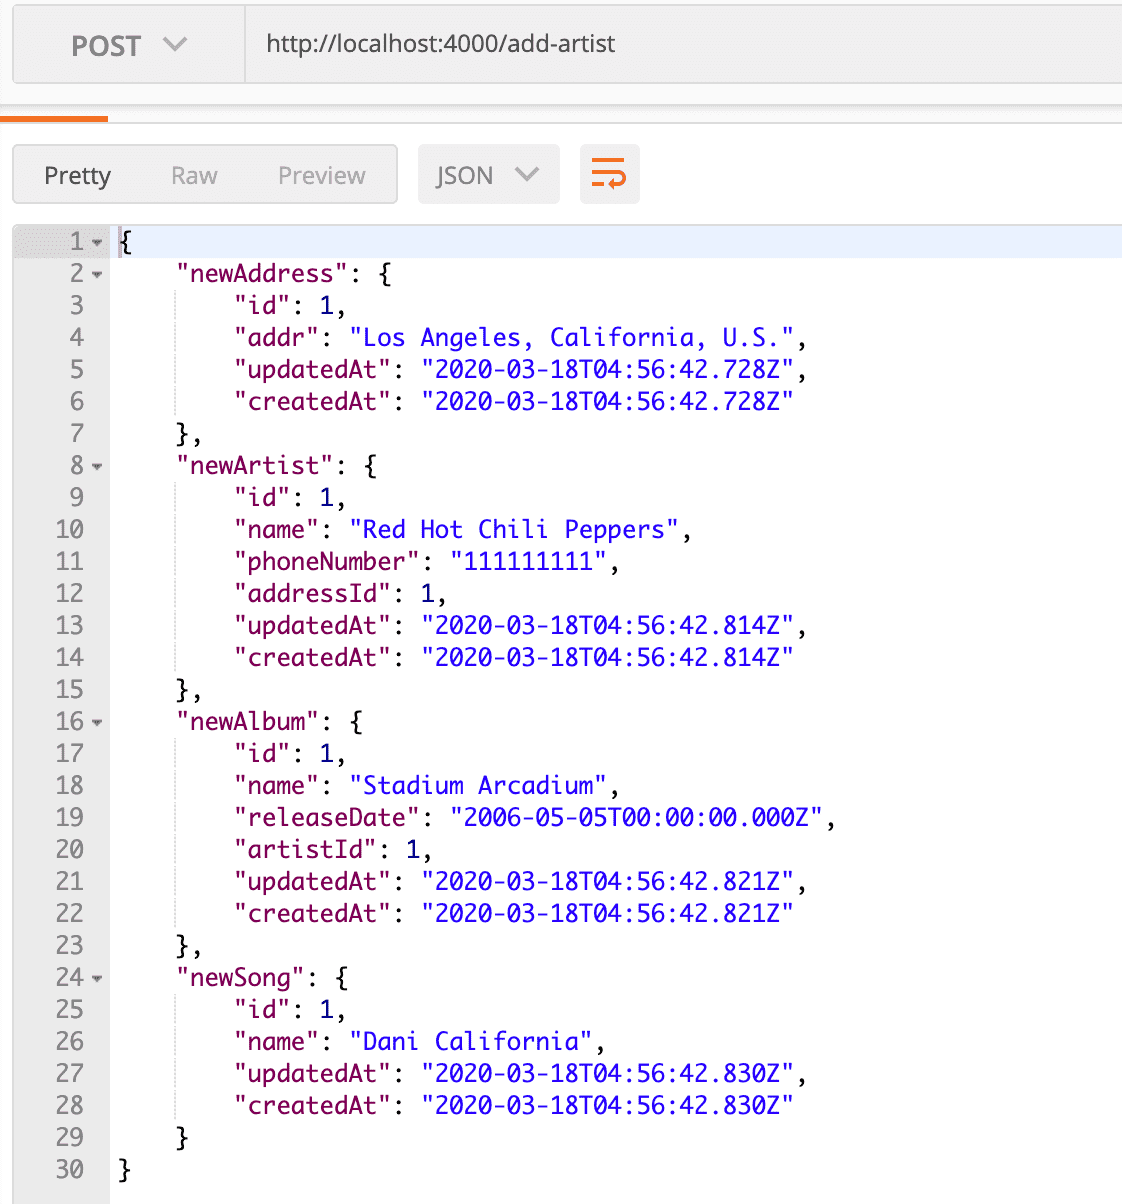 POST http://localhost:4000/add-artist
Pretty Raw Preview JSON
1 {
2 "newAddress": {
3 "id": 1,
4 "addr": "Los Angeles, California, U.S.",
5 "updatedAt": "2020-03-18T04:56:42.728Z",
6 "createdAt": "2020-03-18T04:56:42.728Z"
7 },
8 "newArtist": {
9 "id": 1,
10 "name": "Red Hot Chili Peppers",
11 "phoneNumber": "111111111",
12 "addressId": 1,
13 "updatedAt": "2020-03-18T04:56:42.814Z",
14 "createdAt": "2020-03-18T04:56:42.814Z"
15 },
16 "newAlbum": {
17 "id": 1,
18 "name": "Stadium Arcadium",
19 "releaseDate": "2006-05-05T00:00:00.000Z",
20 "artistId": 1,
21 "updatedAt": "2020-03-18T04:56:42.821Z",
22 "createdAt": "2020-03-18T04:56:42.821Z"
23 },
24 "newSong": {
25 "id": 1,
26 "name": "Dani California",
27 "updatedAt": "2020-03-18T04:56:42.830Z",
28 "createdAt": "2020-03-18T04:56:42.830Z"
29 }
30 }